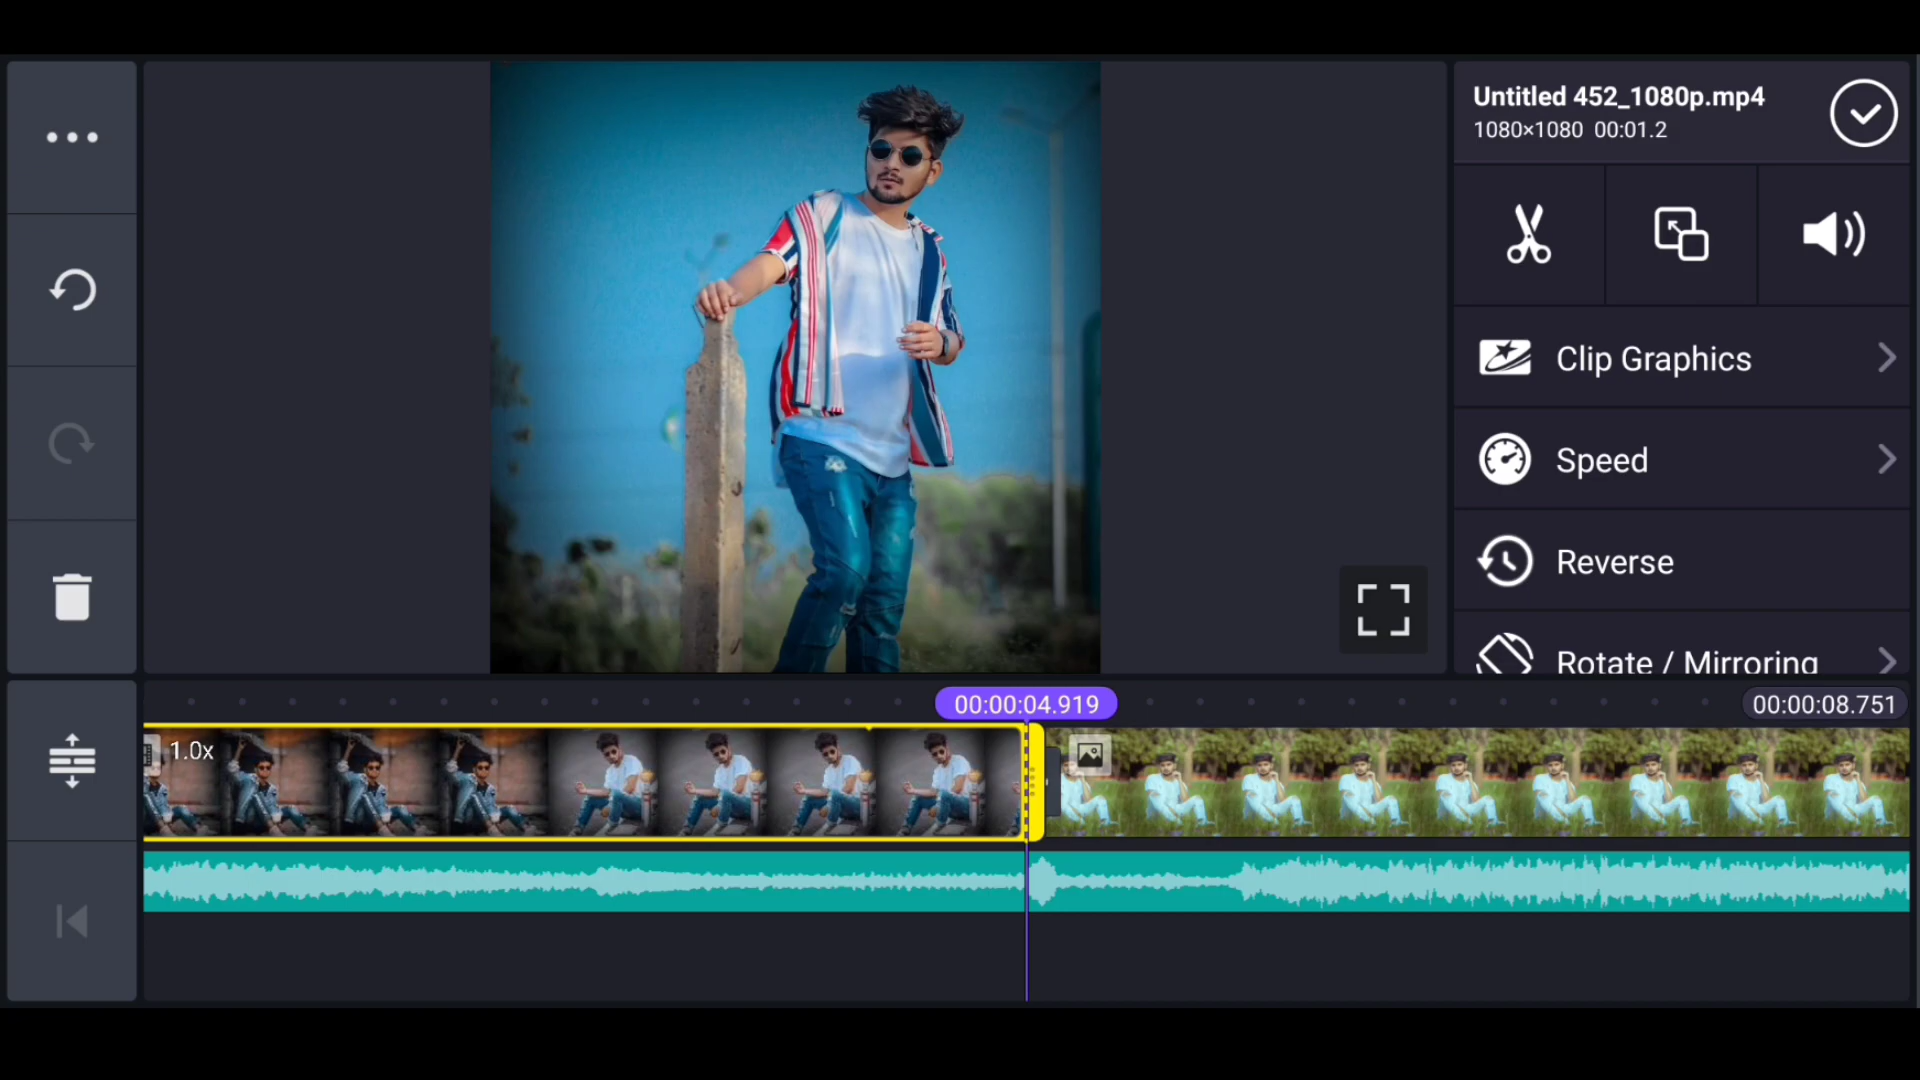 Untitled 452_1080p.mp4
1080×1080 00:01.2
Clip Graphics
Speed
Reverse
Rotate / Mirroring
00:00:04.919
00:00:08.751
1.0x